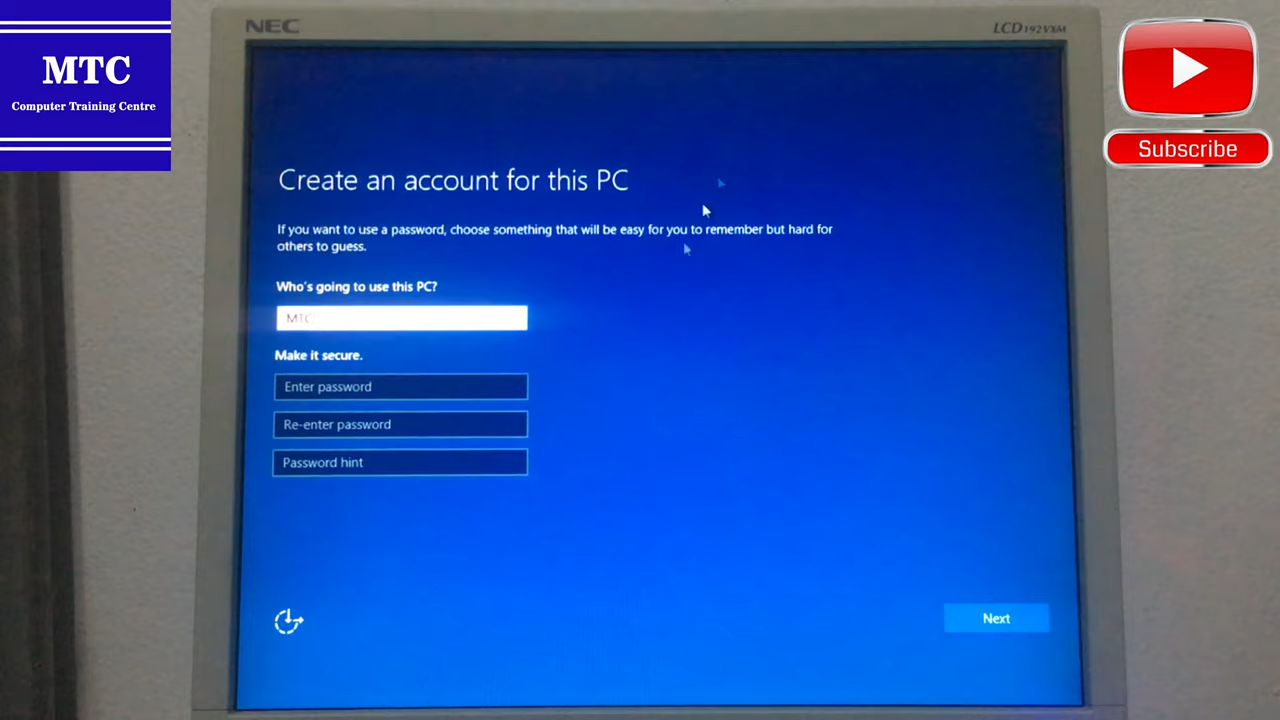 MTC
Computer Training Centre
NEC
LCD192VXM
Subscribe
Create an account for this PC
If you want to use a password, choose something that will be easy for you to remember but hard for
others to guess.
Who's going to use this PC?
MTC
Make it secure.
Enter password
Re-enter password
Password hint
Next